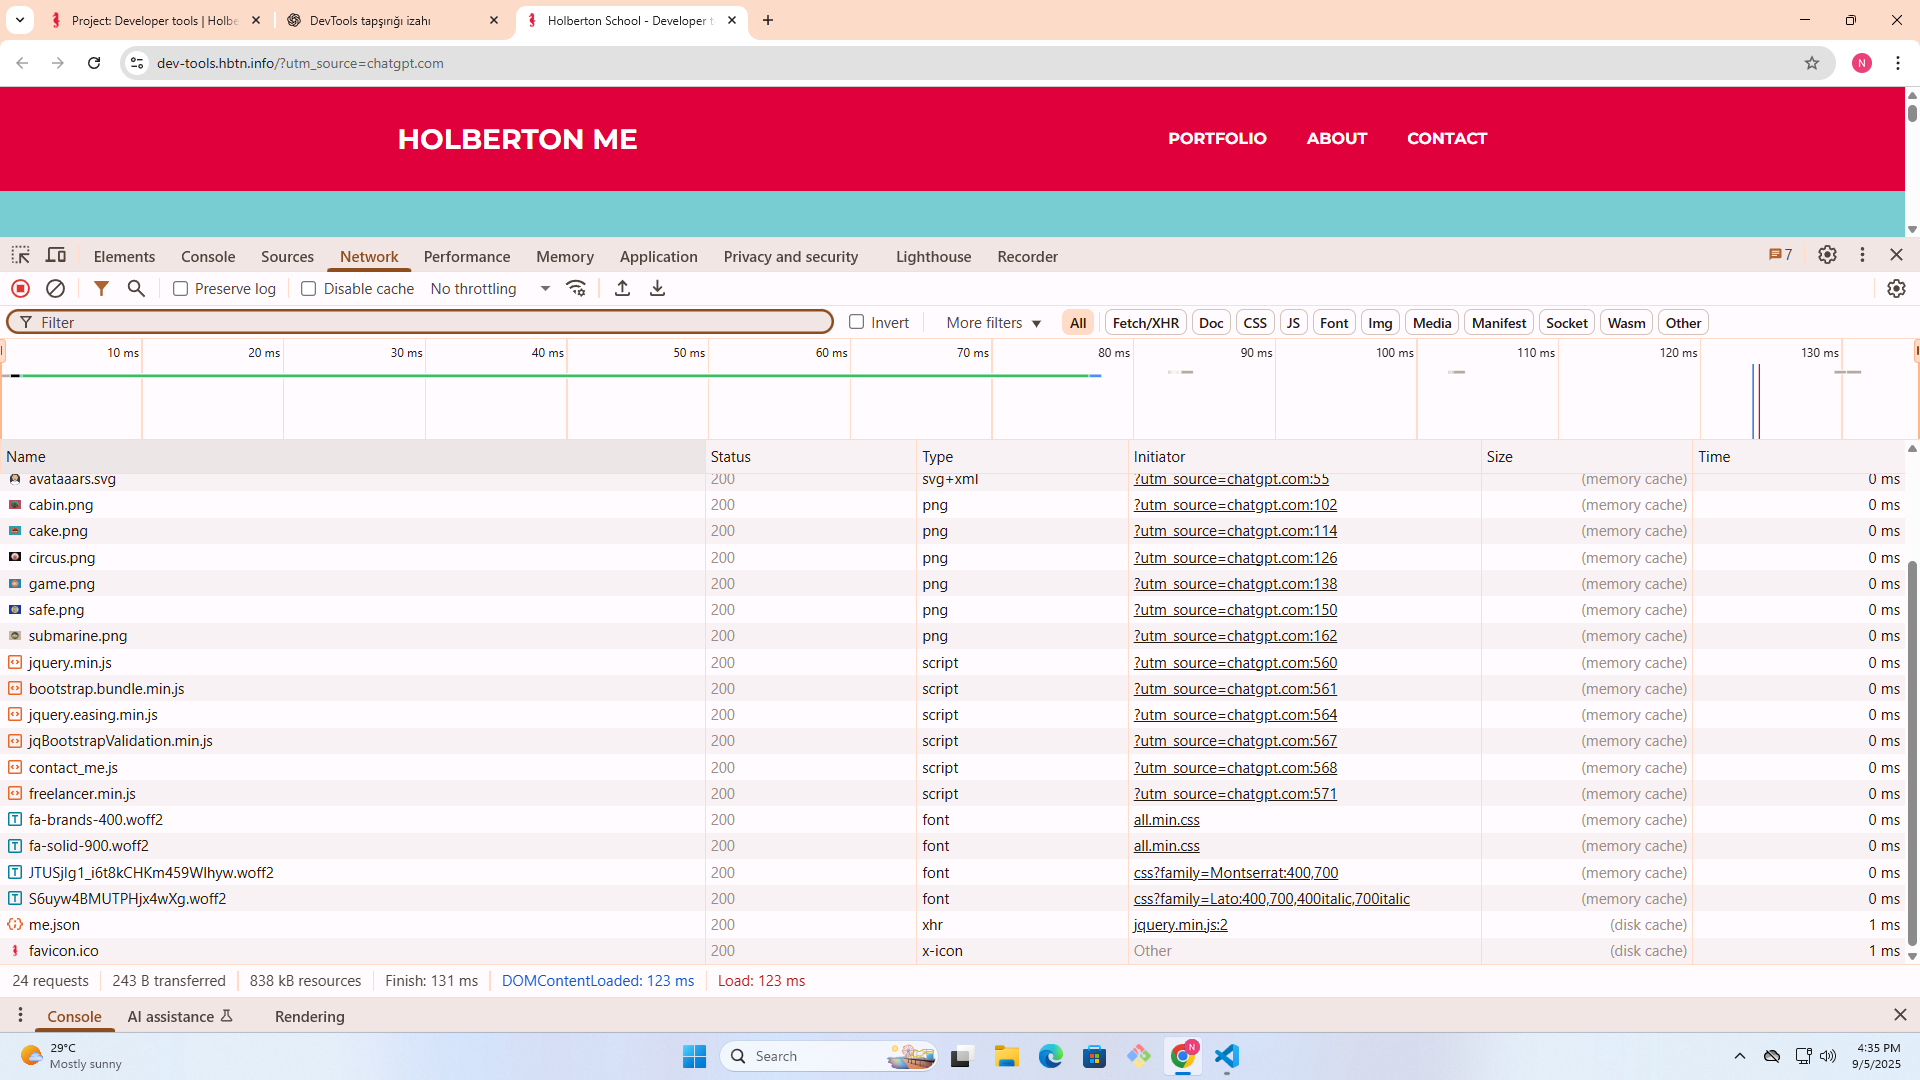 Project: Developer tools | Holbe
DevTools tapşırığı izahı
Holberton School - Developer t
dev-tools.hbtn.info/?utm_source=chatgpt.com
N
HOLBERTON ME
PORTFOLIO ABOUT CONTACT
Elements Console Sources Network Performance Memory Application Privacy and security Lighthouse Recorder 7
Preserve log Disable cache No throttling
Filter Invert More filters All Fetch/XHR Doc CSS JS Font Img Media Manifest Socket Wasm Other
10 ms 20 ms 30 ms 40 ms 50 ms 60 ms 70 ms 80 ms 90 ms 100 ms 110 ms 120 ms 130 ms
Name Status Type Initiator Size Time
avataaars.svg 200 svg+xml ?utm_source=chatgpt.com:55 (memory cache) 0 ms
cabin.png 200 png ?utm_source=chatgpt.com:102 (memory cache) 0 ms
cake.png 200 png ?utm_source=chatgpt.com:114 (memory cache) 0 ms
circus.png 200 png ?utm_source=chatgpt.com:126 (memory cache) 0 ms
game.png 200 png ?utm_source=chatgpt.com:138 (memory cache) 0 ms
safe.png 200 png ?utm_source=chatgpt.com:150 (memory cache) 0 ms
submarine.png 200 png ?utm_source=chatgpt.com:162 (memory cache) 0 ms
jquery.min.js 200 script ?utm_source=chatgpt.com:560 (memory cache) 0 ms
bootstrap.bundle.min.js 200 script ?utm_source=chatgpt.com:561 (memory cache) 0 ms
jquery.easing.min.js 200 script ?utm_source=chatgpt.com:564 (memory cache) 0 ms
jqBootstrapValidation.min.js 200 script ?utm_source=chatgpt.com:567 (memory cache) 0 ms
contact_me.js 200 script ?utm_source=chatgpt.com:568 (memory cache) 0 ms
freelancer.min.js 200 script ?utm_source=chatgpt.com:571 (memory cache) 0 ms
fa-brands-400.woff2 200 font all.min.css (memory cache) 0 ms
fa-solid-900.woff2 200 font all.min.css (memory cache) 0 ms
JTUSjIg1_i6t8kCHKm459Wlhyw.woff2 200 font css?family=Montserrat:400,700 (memory cache) 0 ms
S6uyw4BMUTPHjx4wXg.woff2 200 font css?family=Lato:400,700,400italic,700italic (memory cache) 0 ms
me.json 200 xhr jquery.min.js:2 (disk cache) 1 ms
favicon.ico 200 x-icon Other (disk cache) 1 ms
24 requests 243 B transferred 838 kB resources Finish: 131 ms DOMContentLoaded: 123 ms Load: 123 ms
Console AI assistance Rendering
29°C
Mostly sunny
Search
N
4:35 PM
9/5/2025